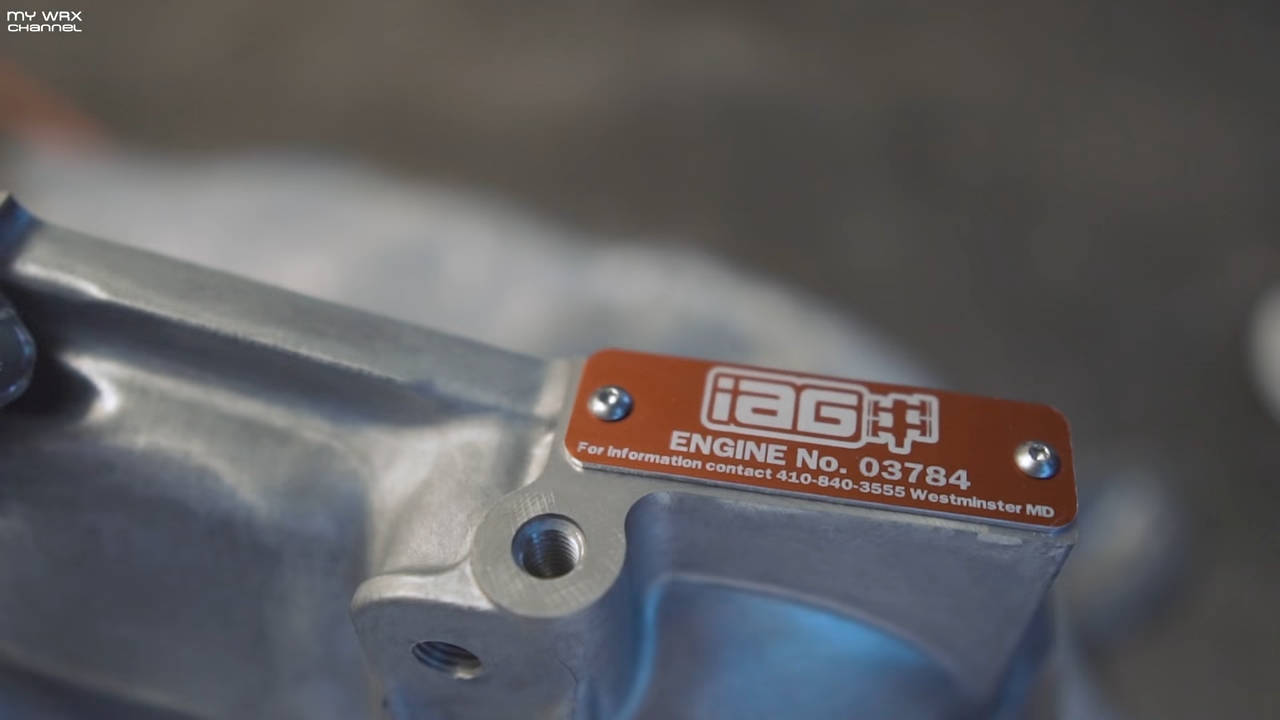 MY WRX
CHANNEL
iAG
ENGINE No. 03784
For information contact 410-840-3555 Westminster MD